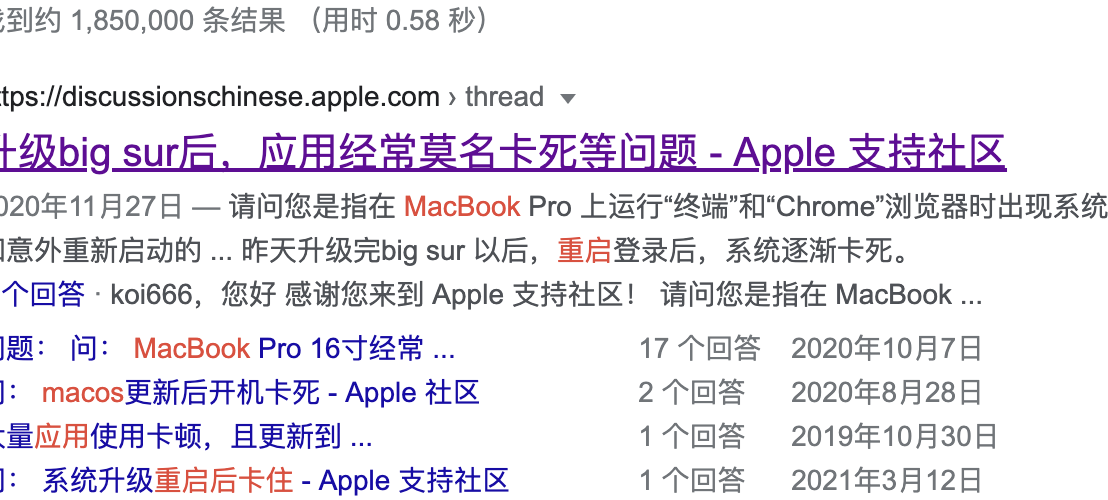 到约 1,850,000 条结果 （用时 0.58 秒）
ttps://discussionschinese.apple.com › thread
升级big sur后，应用经常莫名卡死等问题 - Apple 支持社区
2020年11月27日 — 请问您是指在 MacBook Pro 上运行“终端”和“Chrome”浏览器时出现系统
意外重新启动的 ... 昨天升级完big sur 以后，重启登录后，系统逐渐卡死。
个回答 · koi666，您好 感谢您来到 Apple 支持社区！ 请问您是指在 MacBook ...
问题： 问： MacBook Pro 16寸经常 ... 17 个回答 2020年10月7日
问： macos更新后开机卡死 - Apple 社区 2 个回答 2020年8月28日
大量应用使用卡顿，且更新到 ... 1 个回答 2019年10月30日
问： 系统升级重启后卡住 - Apple 支持社区 1 个回答 2021年3月12日